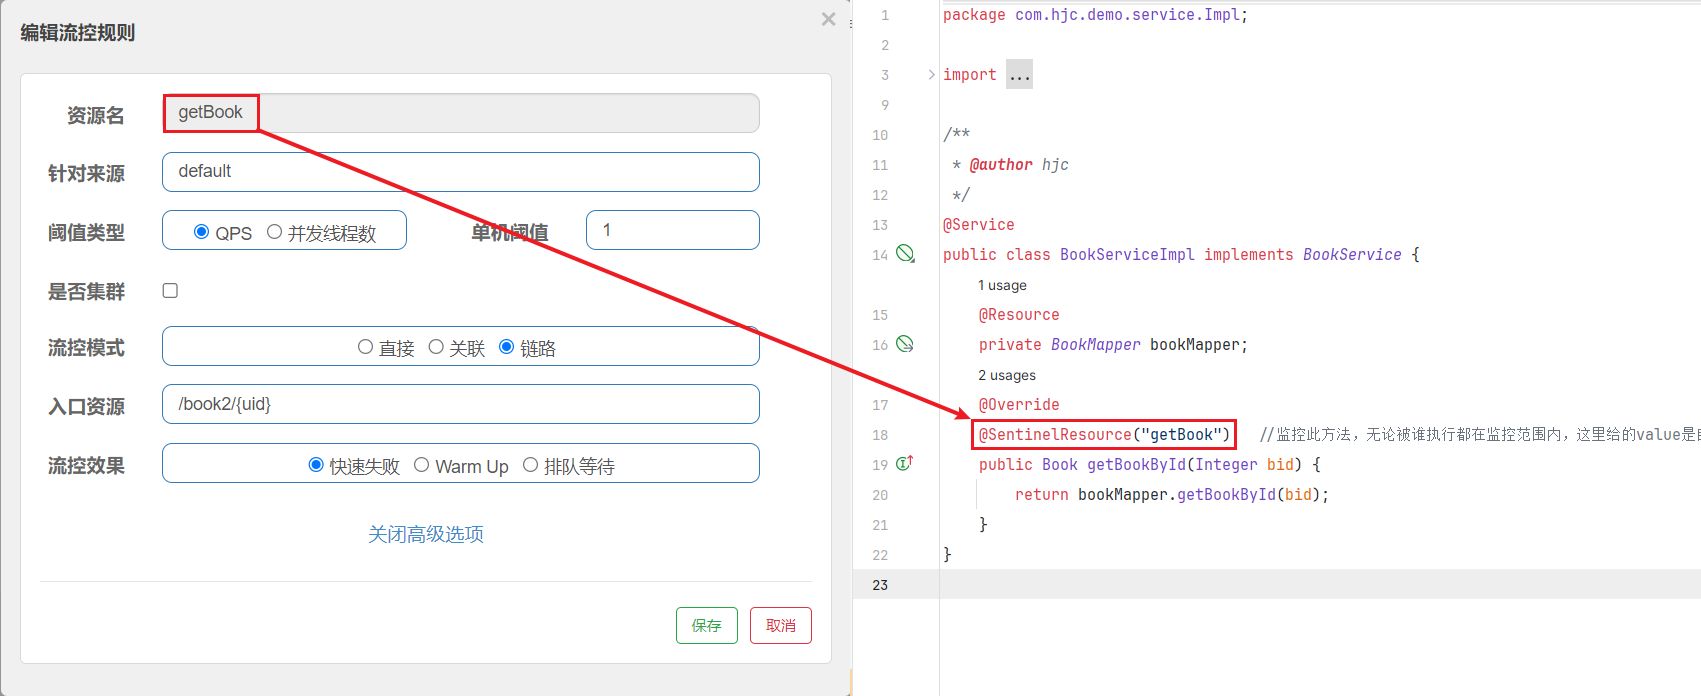 编辑流控规则
×
资源名
getBook
针对来源
default
阈值类型
QPS 并发线程数
单机阈值
1
是否集群
流控模式
直接 关联 链路
入口资源
/book2/{uid}
流控效果
快速失败 Warm Up 排队等待
关闭高级选项
保存 取消
1 package com.hjc.demo.service.Impl;
2
3 import ...
9
10 /**
11 * @author hjc
12 */
13 @Service
14 public class BookServiceImpl implements BookService {
1 usage
15 @Resource
16 private BookMapper bookMapper;
2 usages
17 @Override
18 @SentinelResource("getBook") //监控此方法，无论被谁执行都在监控范围内，这里给的value是
19 public Book getBookById(Integer bid) {
20 return bookMapper.getBookById(bid);
21 }
22 }
23